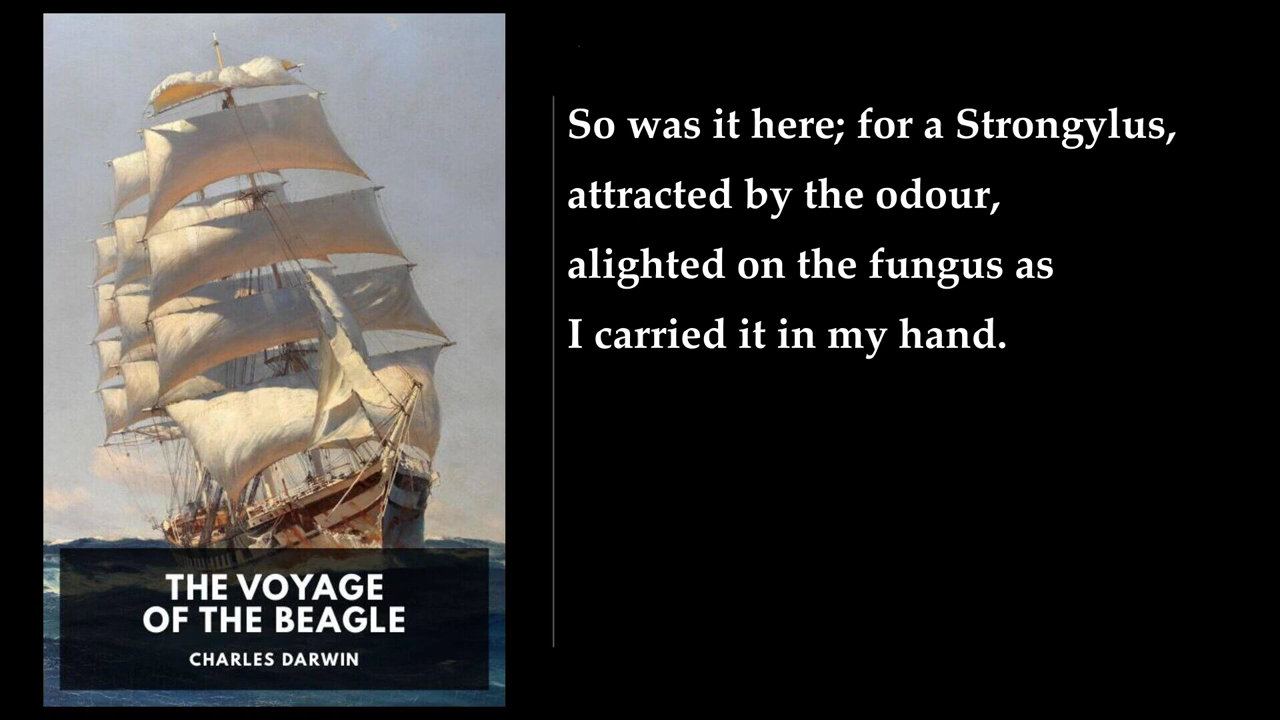 THE VOYAGE
OF THE BEAGLE
CHARLES DARWIN
So was it here; for a Strongylus,
attracted by the odour,
alighted on the fungus as
I carried it in my hand.